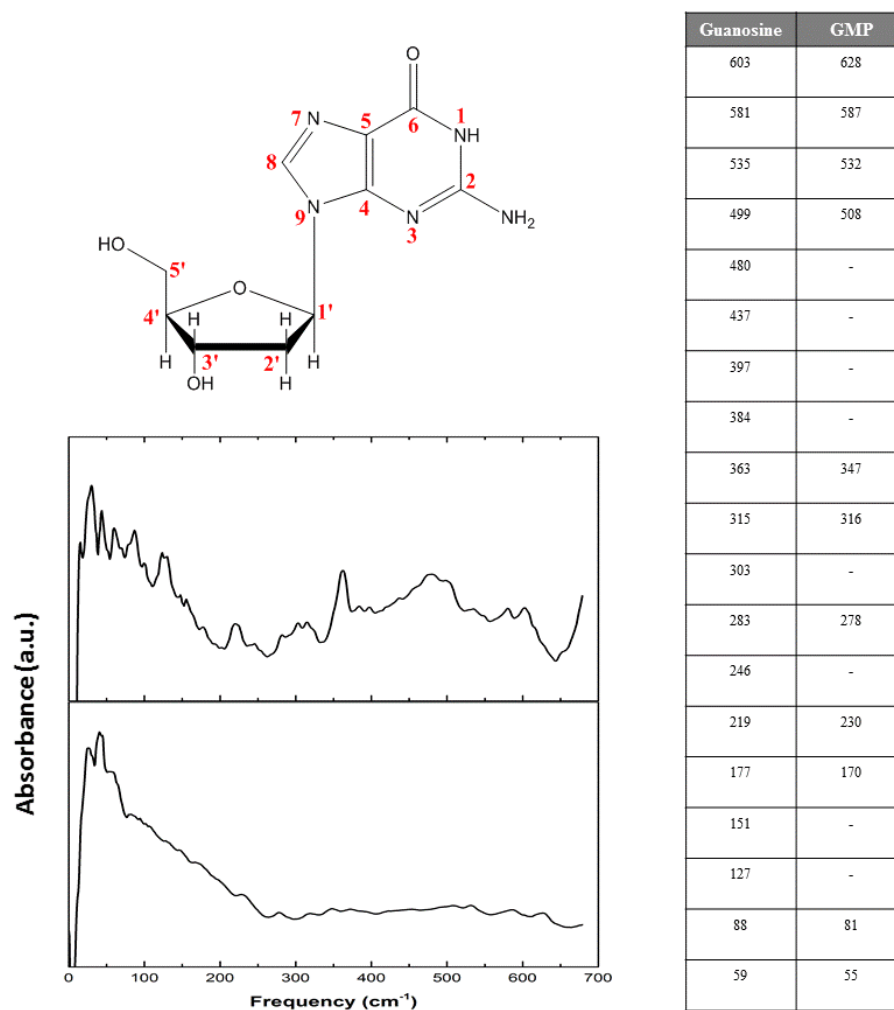 O
N
7
5
6
1
NH
8
9
N
4
N
3
2
NH₂
HO
5'
O
4'
H
H
1'
3'
2'
H
OH
H
Absorbance (a.u.)
0 100 200 300 400 500 600 700
Frequency (cm⁻¹)
Guanosine GMP
603 628
581 587
535 532
499 508
480 -
437 -
397 -
384 -
363 347
315 316
303 -
283 278
246 -
219 230
177 170
151 -
127 -
88 81
59 55